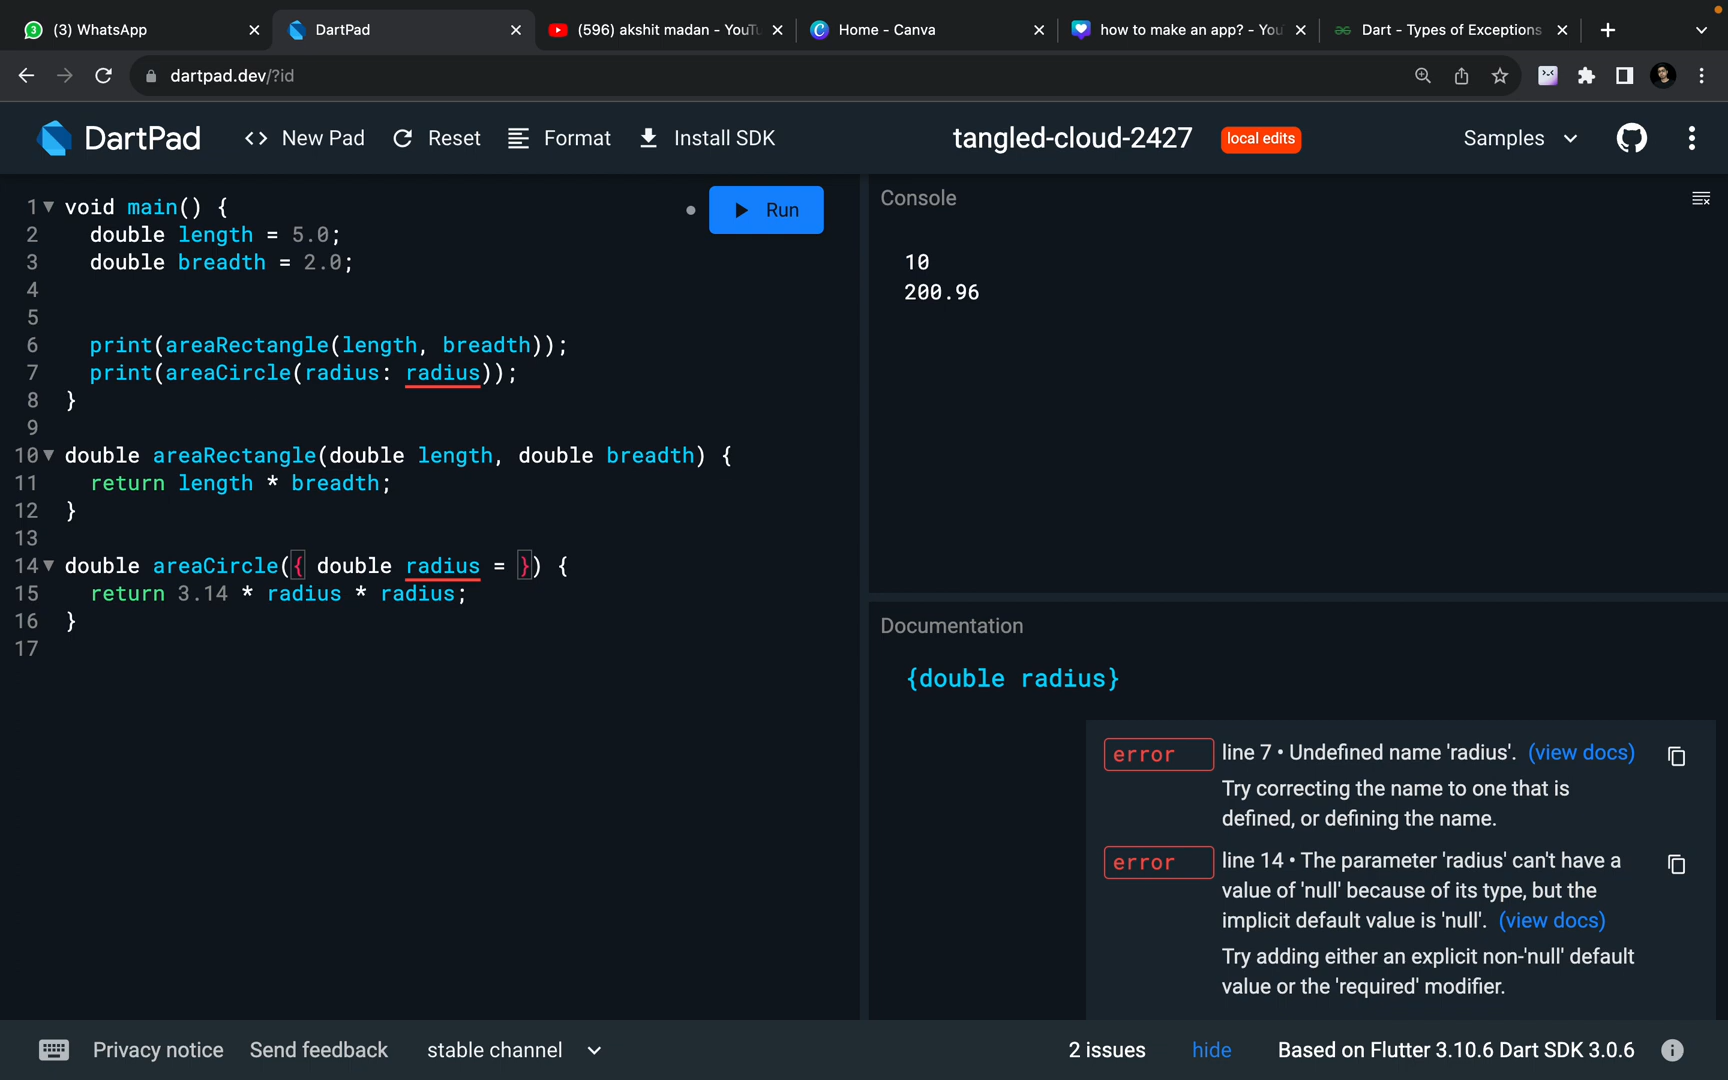 (3) WhatsApp
DartPad
(596) akshit madan - YouTu
Home - Canva
how to make an app? - You
Dart - Types of Exceptions
dartpad.dev/?id
DartPad
<> New Pad
Reset
Format
Install SDK
tangled-cloud-2427
local edits
Samples
Run
1 void main() {
2 double length = 5.0;
3 double breadth = 2.0;
4
5
6 print(areaRectangle(length, breadth));
7 print(areaCircle(radius: radius));
8 }
9
10 double areaRectangle(double length, double breadth) {
11 return length * breadth;
12 }
13
14 double areaCircle({ double radius = }) {
15 return 3.14 * radius * radius;
16 }
17
Console
10
200.96
Documentation
{double radius}
error line 7 • Undefined name 'radius'. (view docs)
Try correcting the name to one that is
defined, or defining the name.
error line 14 • The parameter 'radius' can't have a
value of 'null' because of its type, but the
implicit default value is 'null'. (view docs)
Try adding either an explicit non-'null' default
value or the 'required' modifier.
Privacy notice
Send feedback
stable channel
2 issues
hide
Based on Flutter 3.10.6 Dart SDK 3.0.6